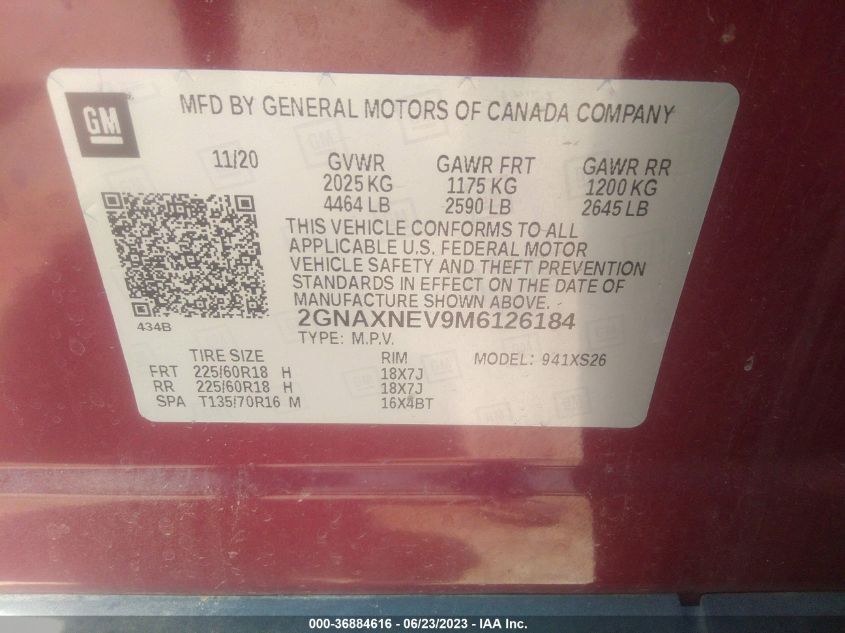 GM
MFD BY GENERAL MOTORS OF CANADA COMPANY
11/20 GVWR GAWR FRT GAWR RR
2025 KG 1175 KG 1200 KG
4464 LB 2590 LB 2645 LB
THIS VEHICLE CONFORMS TO ALL
APPLICABLE U.S. FEDERAL MOTOR
VEHICLE SAFETY AND THEFT PREVENTION
STANDARDS IN EFFECT ON THE DATE OF
MANUFACTURE SHOWN ABOVE.
434B
2GNAXNEV9M6126184
TYPE: M.P.V.
TIRE SIZE RIM MODEL: 941XS26
FRT 225/60R18 H 18X7J
RR 225/60R18 H 18X7J
SPA T135/70R16 M 16X4BT
000-36884616 - 06/23/2023 - IAA Inc.